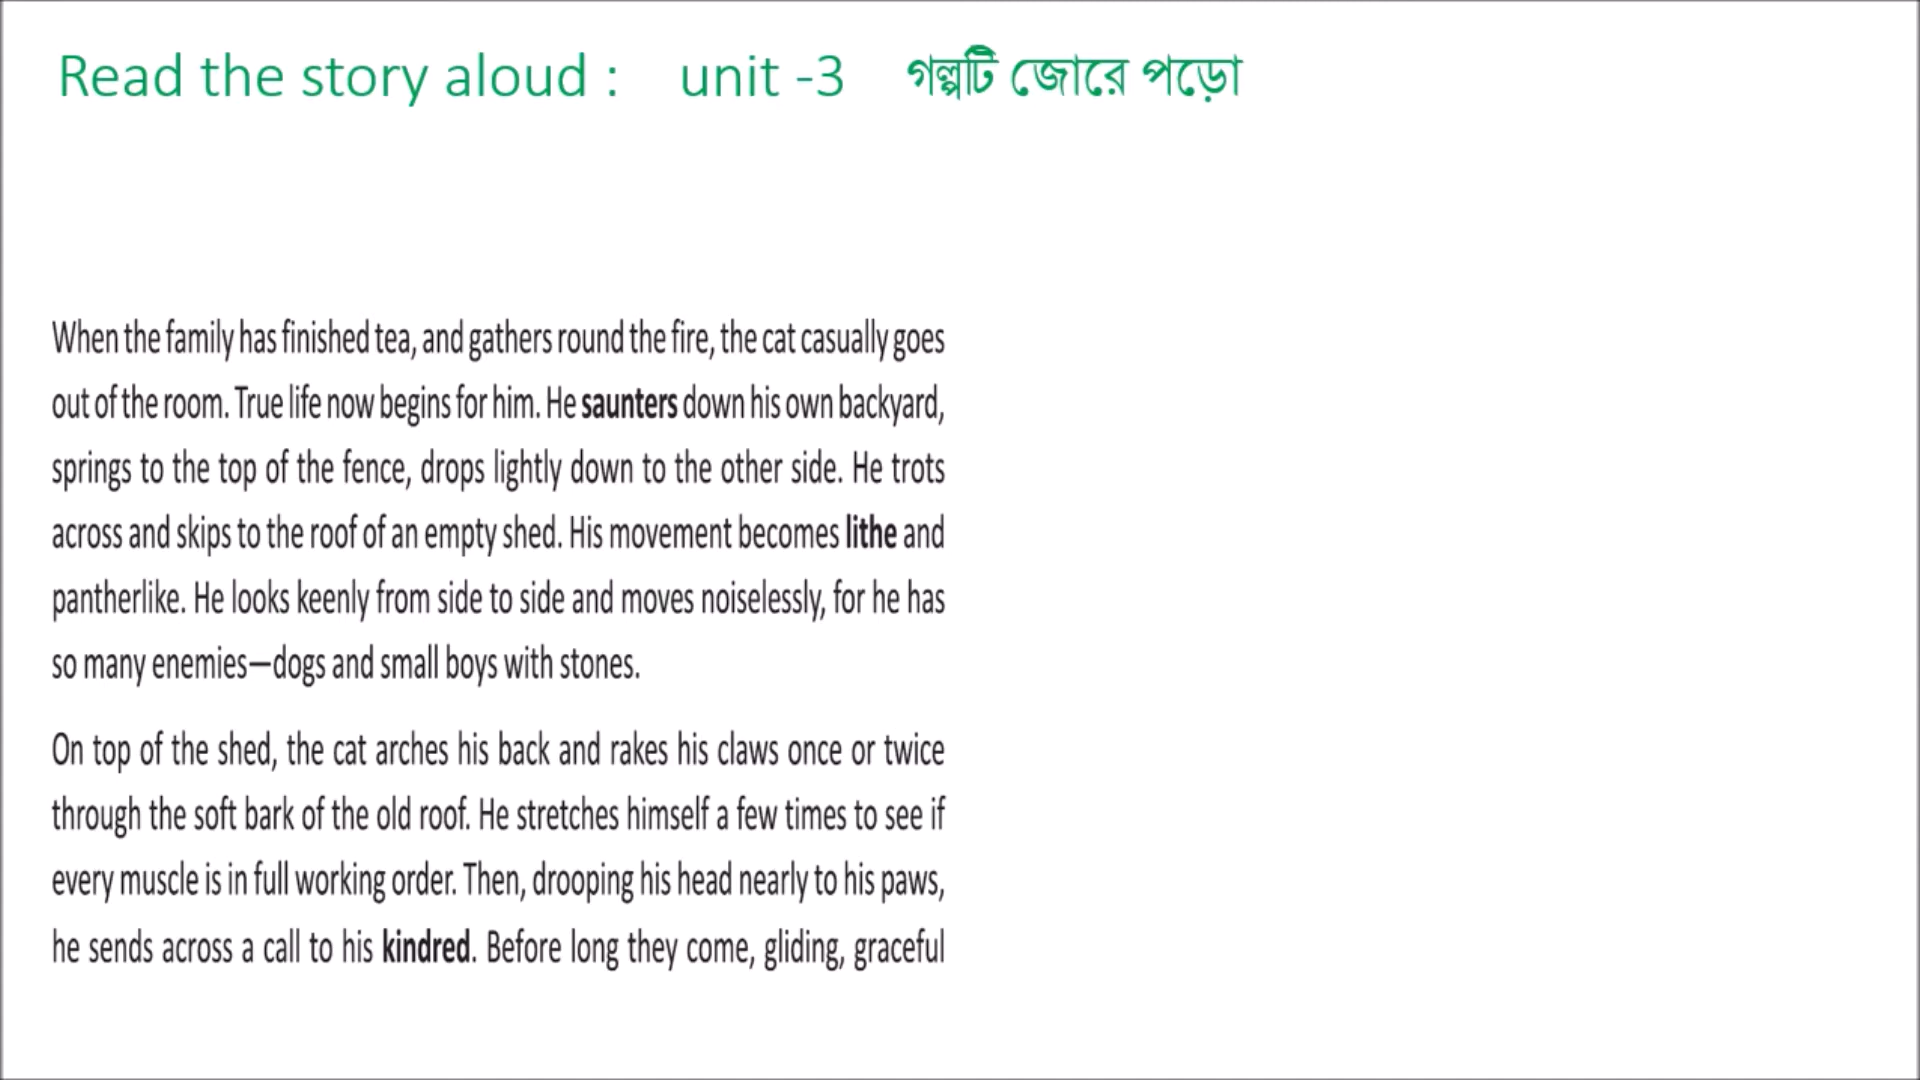 Read the story aloud : unit -3 গল্পটি জোরে পড়ো
When the family has finished tea, and gathers round the fire, the cat casually goes
out of the room. True life now begins for him. He saunters down his own backyard,
springs to the top of the fence, drops lightly down to the other side. He trots
across and skips to the roof of an empty shed. His movement becomes lithe and
pantherlike. He looks keenly from side to side and moves noiselessly, for he has
so many enemies—dogs and small boys with stones.
On top of the shed, the cat arches his back and rakes his claws once or twice
through the soft bark of the old roof. He stretches himself a few times to see if
every muscle is in full working order. Then, drooping his head nearly to his paws,
he sends across a call to his kindred. Before long they come, gliding, graceful